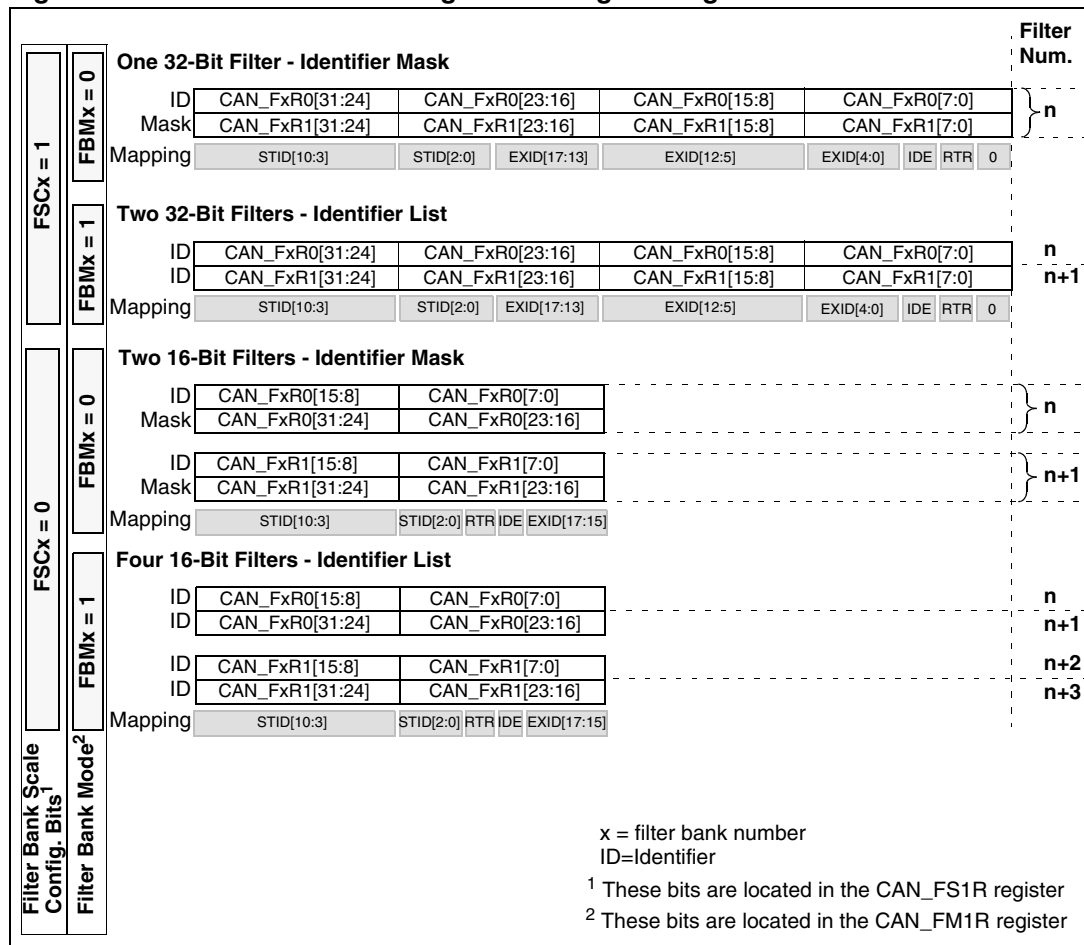 Filter
Num.
One 32-Bit Filter - Identifier Mask
FSCx = 1
FBMx = 0
ID CAN_FxR0[31:24] CAN_FxR0[23:16] CAN_FxR0[15:8] CAN_FxR0[7:0]
Mask CAN_FxR1[31:24] CAN_FxR1[23:16] CAN_FxR1[15:8] CAN_FxR1[7:0]
n
Mapping STID[10:3] STID[2:0] EXID[17:13] EXID[12:5] EXID[4:0] IDE RTR 0
Two 32-Bit Filters - Identifier List
FBMx = 1
ID CAN_FxR0[31:24] CAN_FxR0[23:16] CAN_FxR0[15:8] CAN_FxR0[7:0] n
ID CAN_FxR1[31:24] CAN_FxR1[23:16] CAN_FxR1[15:8] CAN_FxR1[7:0] n+1
Mapping STID[10:3] STID[2:0] EXID[17:13] EXID[12:5] EXID[4:0] IDE RTR 0
Two 16-Bit Filters - Identifier Mask
FSCx = 0
FBMx = 0
ID CAN_FxR0[15:8] CAN_FxR0[7:0]
Mask CAN_FxR0[31:24] CAN_FxR0[23:16]
n
ID CAN_FxR1[15:8] CAN_FxR1[7:0]
Mask CAN_FxR1[31:24] CAN_FxR1[23:16]
n+1
Mapping STID[10:3] STID[2:0] RTR IDE EXID[17:15]
Four 16-Bit Filters - Identifier List
FBMx = 1
ID CAN_FxR0[15:8] CAN_FxR0[7:0] n
ID CAN_FxR0[31:24] CAN_FxR0[23:16] n+1
ID CAN_FxR1[15:8] CAN_FxR1[7:0] n+2
ID CAN_FxR1[31:24] CAN_FxR1[23:16] n+3
Mapping STID[10:3] STID[2:0] RTR IDE EXID[17:15]
Filter Bank Scale
Config. Bits1
Filter Bank Mode2
x = filter bank number
ID=Identifier
1 These bits are located in the CAN_FS1R register
2 These bits are located in the CAN_FM1R register